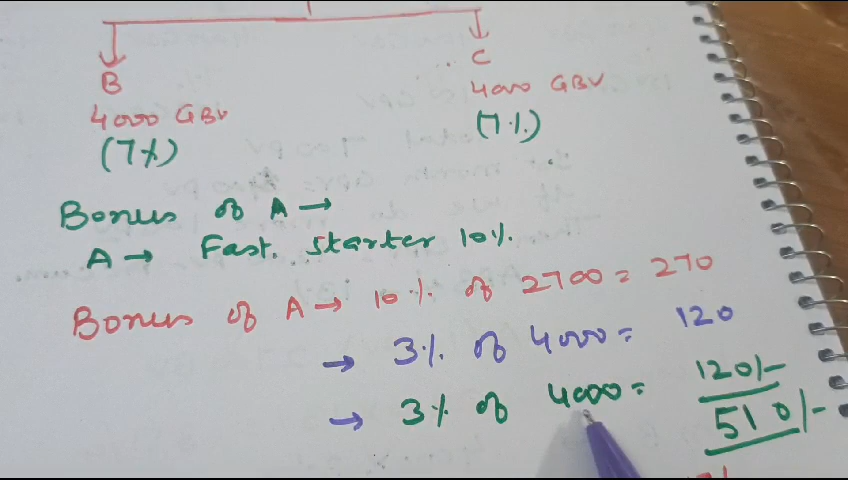 B
C
4000 GBV
4000 GBV
(7%)
(7%)
Bonus of A →
A → Fast. Starter 10%.
Bonus of A → 10% of 2700 = 270
→ 3% of 4000 = 120
→ 3% of 4000 = 120/-
510/-